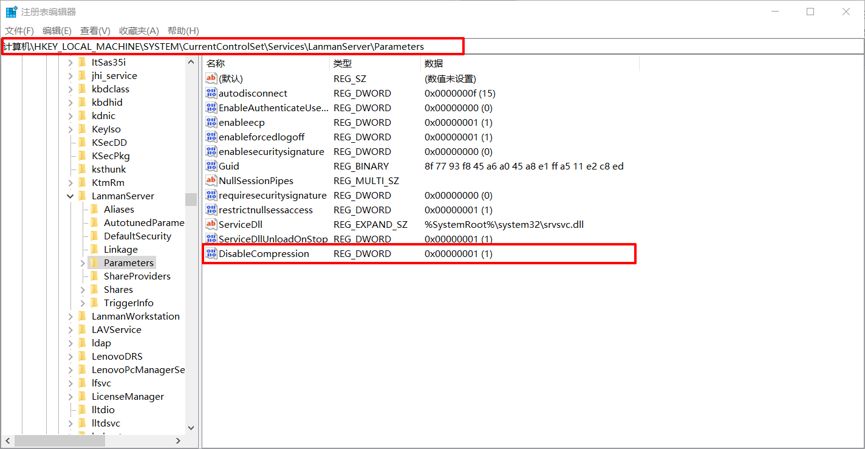 注册表编辑器
文件(F) 编辑(E) 查看(V) 收藏夹(A) 帮助(H)
计算机\HKEY_LOCAL_MACHINE\SYSTEM\CurrentControlSet\Services\LanmanServer\Parameters
ItSas35i
jhi_service
kbdclass
kbdhid
kdnic
KeyIso
KSecDD
KSecPkg
ksthunk
KtmRm
LanmanServer
Aliases
AutotunedParame
DefaultSecurity
Linkage
Parameters
ShareProviders
Shares
TriggerInfo
LanmanWorkstation
LAVService
ldap
LenovoDRS
LenovoPcManagerSe
lfsvc
LicenseManager
lltdio
lltdsvc
名称 类型 数据
(默认) REG_SZ (数值未设置)
autodisconnect REG_DWORD 0x0000000f (15)
EnableAuthenticateUse... REG_DWORD 0x00000000 (0)
enableecp REG_DWORD 0x00000001 (1)
enableforcedlogoff REG_DWORD 0x00000001 (1)
enablesecuritysignature REG_DWORD 0x00000000 (0)
Guid REG_BINARY 8f 77 93 f8 45 a6 a0 45 a8 e1 ff a5 11 e2 c8 ed
NullSessionPipes REG_MULTI_SZ
requiresecuritysignature REG_DWORD 0x00000000 (0)
restrictnullsessaccess REG_DWORD 0x00000001 (1)
ServiceDll REG_EXPAND_SZ %SystemRoot%\system32\srvsvc.dll
ServiceDllUnloadOnStop REG_DWORD 0x00000001 (1)
DisableCompression REG_DWORD 0x00000001 (1)